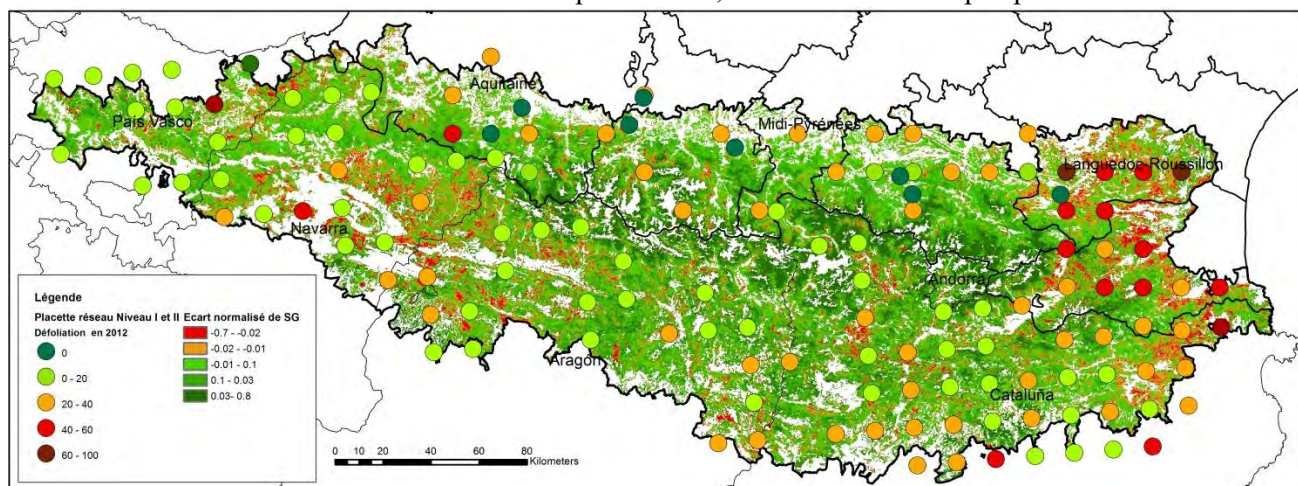 Aquitaine
País Vasco
Midi-Pyrénées
Languedoc-Roussillon
Navarra
Andorra
Aragón
Cataluña
Légende
Placette réseau Niveau I et II
Défoliation en 2012
0
0 - 20
20 - 40
40 - 60
60 - 100
Ecart normalisé de SG
-0.7 - -0.02
-0.02 - -0.01
-0.01 - 0.1
0.1 - 0.03
0.03- 0.8
0 10 20 40 60 80
Kilometers